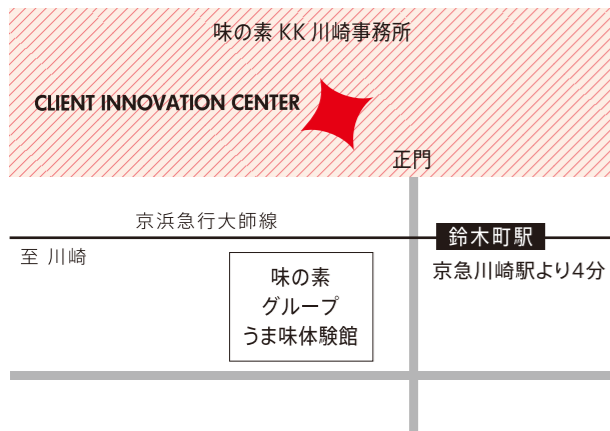 味の素 KK 川崎事務所
CLIENT INNOVATION CENTER
正門
京浜急行大師線
鈴木町駅
至 川崎
京急川崎駅より4分
味の素
グループ
うま味体験館